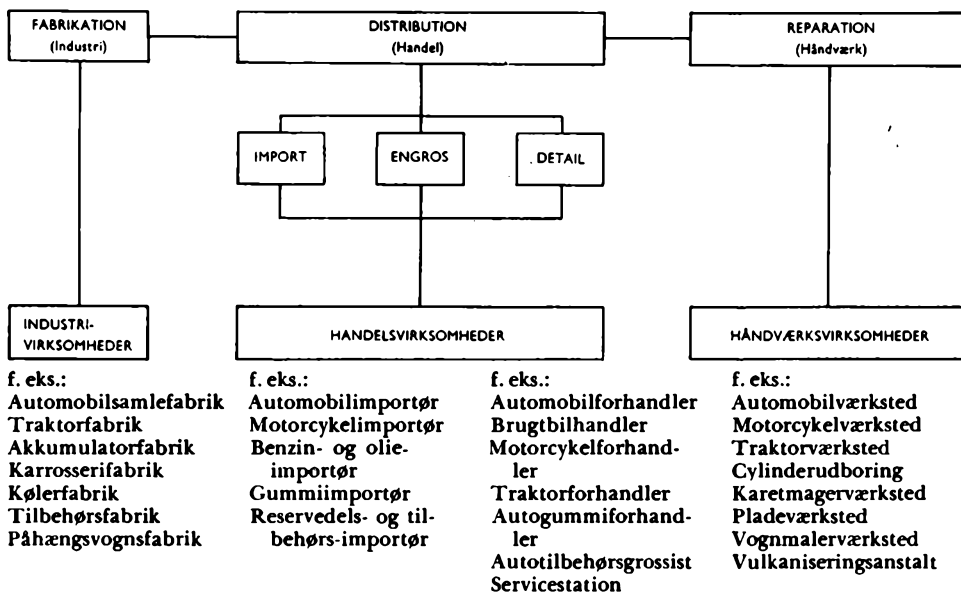 FABRIKATION
(Industri)
DISTRIBUTION
(Handel)
REPARATION
(Håndværk)
IMPORT
ENGROS
DETAIL
INDUSTRI-
VIRKSOMHEDER
HANDELSVIRKSOMHEDER
HÅNDVÆRKSVIRKSOMHEDER
f. eks.:
Automobilsamlefabrik
Traktorfabrik
Akkumulatorfabrik
Karrosserifabrik
Kølerfabrik
Tilbehørsfabrik
Påhængsvognsfabrik
f. eks.:
Automobilimportør
Motorcykelimportør
Benzin- og olie-
importør
Gummiimportør
Reservedels- og til-
behørs-importør
f. eks.:
Automobilforhandler
Brugtbilhandler
Motorcykelforhand-
ler
Traktorforhandler
Autogummiforhand-
ler
Autotilbehørsgrossist
Servicestation
f. eks.:
Automobilværksted
Motorcykelværksted
Traktorværksted
Cylinderudboring
Karetmagerværksted
Pladeværksted
Vognmalerværksted
Vulkaniseringsanstalt